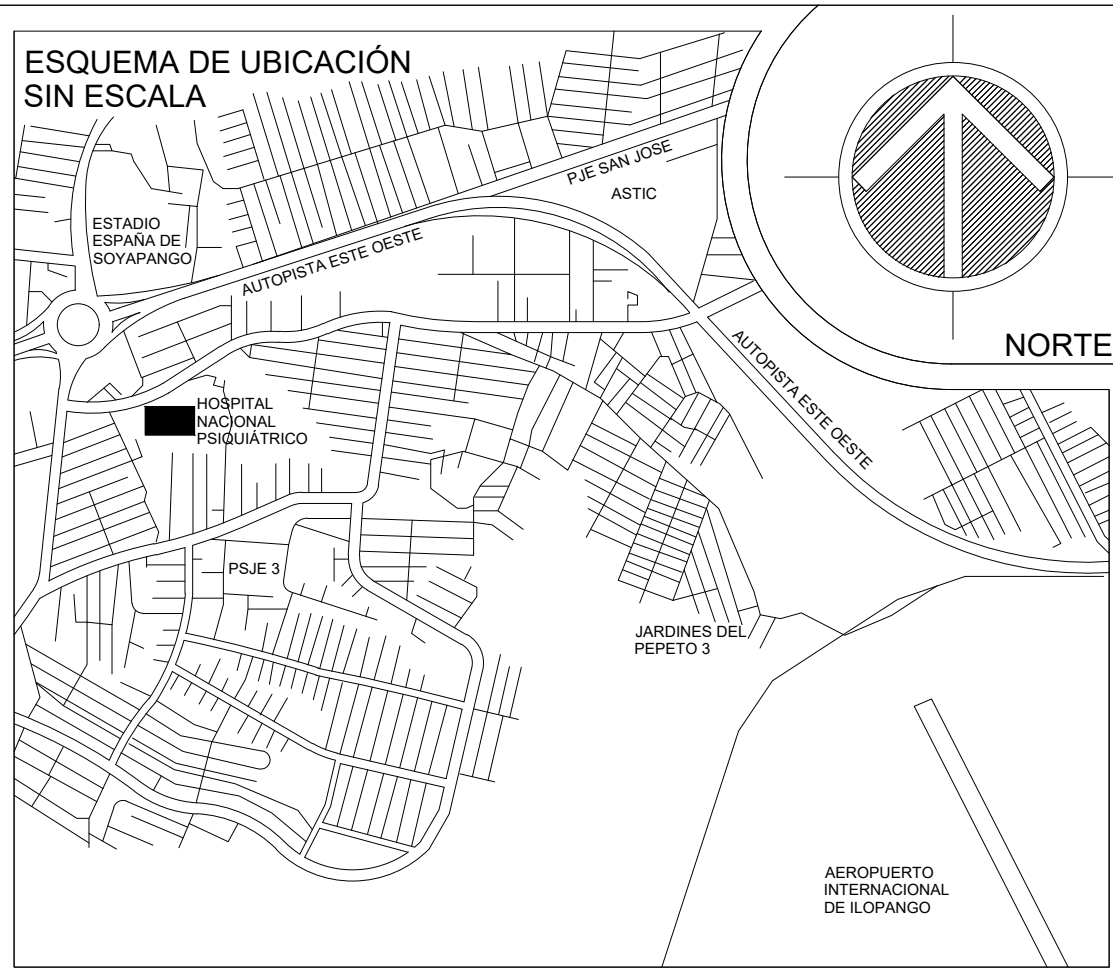 ESQUEMA DE UBICACIÓN
SIN ESCALA
PJE SAN JOSE
ASTIC
ESTADIO
ESPAÑA DE
SOYAPANGO
AUTOPISTA ESTE OESTE
NORTE
AUTOPISTA ESTE OESTE
HOSPITAL
NACIONAL
PSIQUIÁTRICO
PSJE 3
JARDINES DEL
PEPETO 3
AEROPUERTO
INTERNACIONAL
DE ILOPANGO